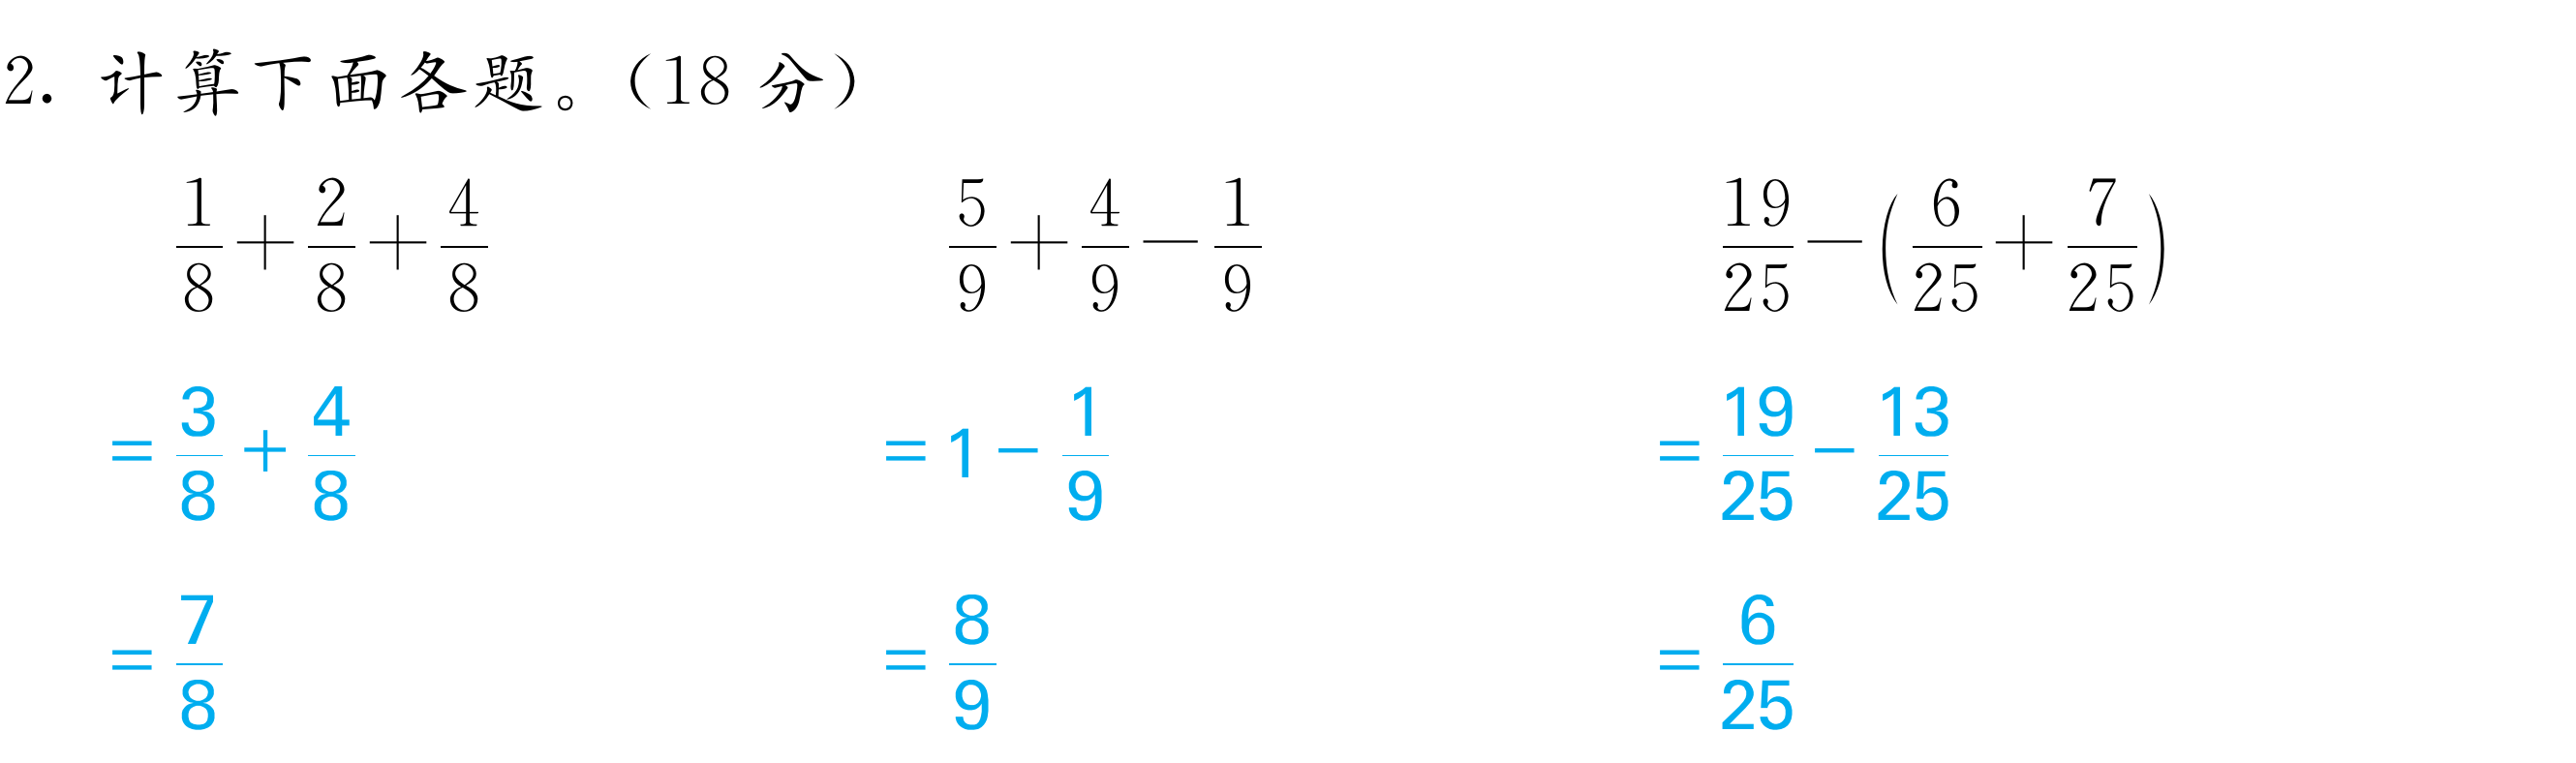 2. 计算下面各题。(18 分)
1/8+2/8+4/8 5/9+4/9−1/9 19/25−(6/25+7/25)
=3/8+4/8 =1−1/9 =19/25−13/25
=7/8 =8/9 =6/25